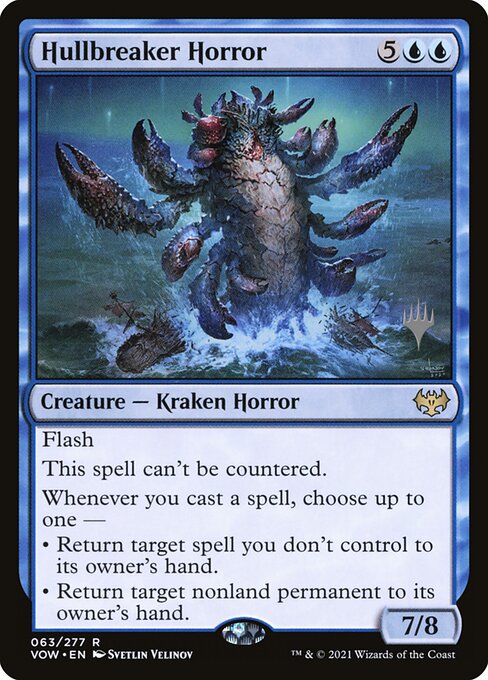 Hullbreaker Horror 5
Creature — Kraken Horror
Flash
This spell can't be countered.
Whenever you cast a spell, choose up to
one —
• Return target spell you don't control to
its owner's hand.
• Return target nonland permanent to its
owner's hand.
7/8
063/277 R
VOW • EN Svetlin Velinov
™ & © 2021 Wizards of the Coast